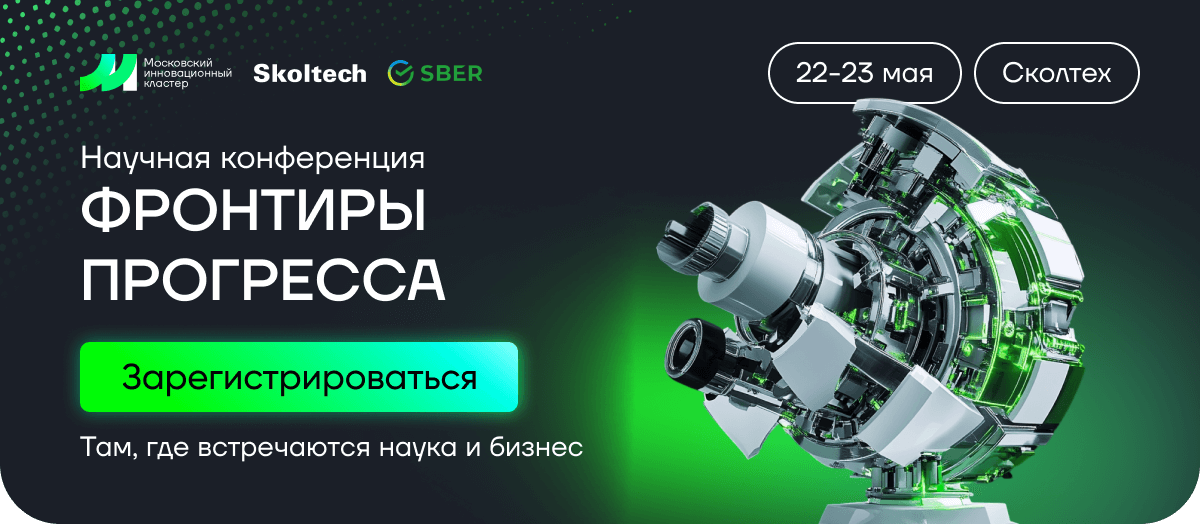 Московский
инновационный
кластер
Skoltech
SBER
22-23 мая
Сколтех
Научная конференция
ФРОНТИРЫ
ПРОГРЕССА
Зарегистрироваться
Там, где встречаются наука и бизнес